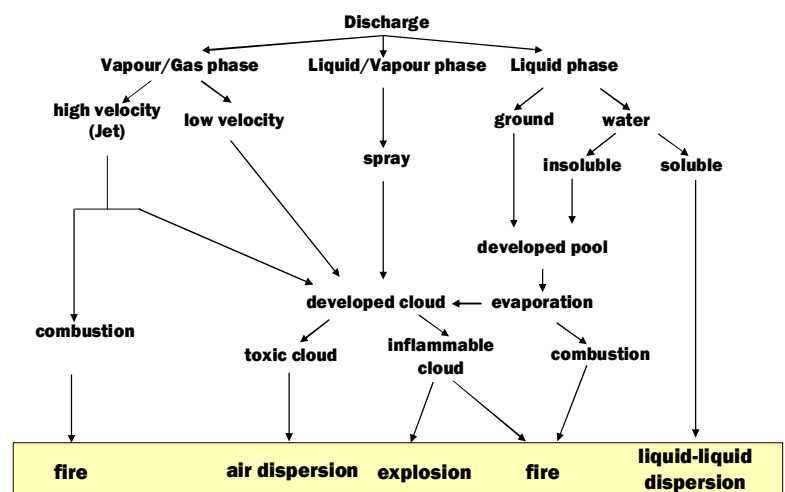 Discharge
Vapour/Gas phase
Liquid/Vapour phase
Liquid phase
high velocity
(Jet)
low velocity
ground
water
spray
insoluble
soluble
developed pool
developed cloud
evaporation
combustion
toxic cloud
inflammable
cloud
combustion
fire
air dispersion
explosion
fire
liquid-liquid
dispersion